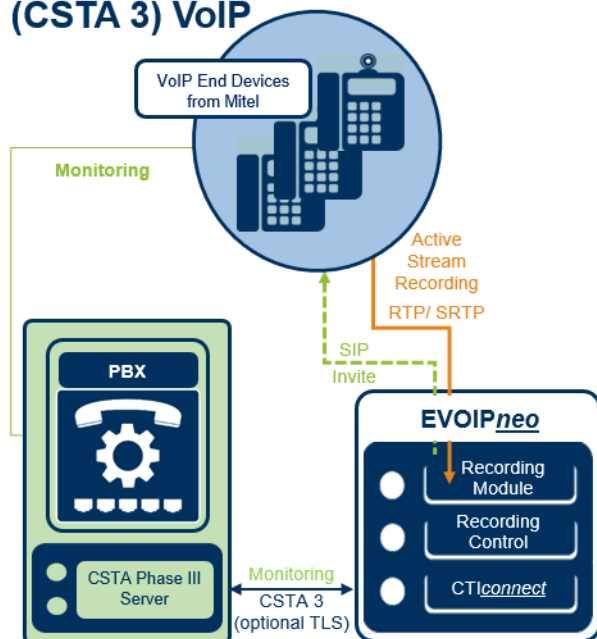 (CSTA 3) VoIP
VoIP End Devices
from Mitel
Monitoring
Active
Stream
Recording
RTP/ SRTP
SIP
Invite
PBX
EVOIPneo
Recording
Module
Recording
Control
CTIconnect
CSTA Phase III
Server
Monitoring
CSTA 3
(optional TLS)